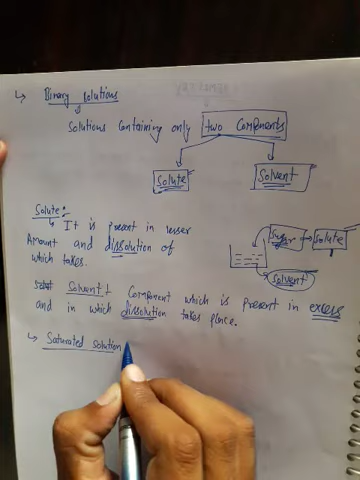 ↳ Binary solutions
Solutions containing only two components
Solute
Solvent
Solute :
↳ It is present in lesser
Amount and dissolution of
which takes.
Sugar → Solute
Solvent
Solvent : Component which is present in excess
and in which dissolution takes place.
↳ Saturated solution